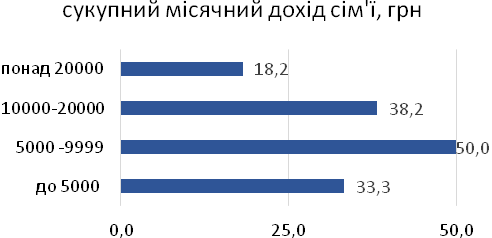 сукупний місячний дохід сім'ї, грн
понад 20000 18,2
10000-20000 38,2
5000 -9999 50,0
до 5000 33,3
0,0 25,0 50,0